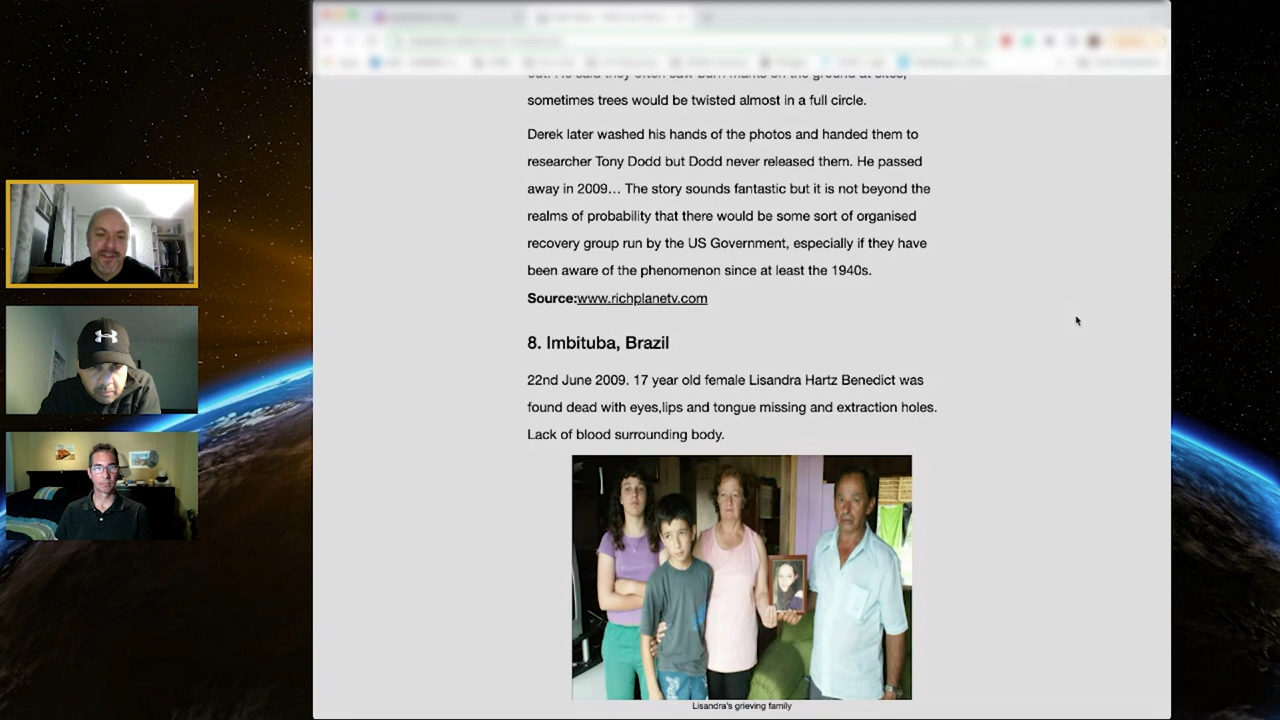 sometimes trees would be twisted almost in a full circle.
Derek later washed his hands of the photos and handed them to
researcher Tony Dodd but Dodd never released them. He passed
away in 2009… The story sounds fantastic but it is not beyond the
realms of probability that there would be some sort of organised
recovery group run by the US Government, especially if they have
been aware of the phenomenon since at least the 1940s.
Source:www.richplanetv.com
8. Imbituba, Brazil
22nd June 2009. 17 year old female Lisandra Hartz Benedict was
found dead with eyes,lips and tongue missing and extraction holes.
Lack of blood surrounding body.
Lisandra's grieving family